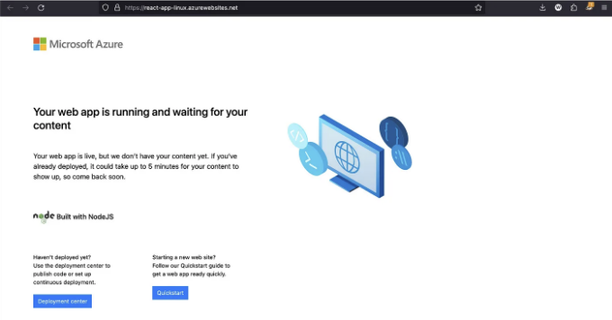 https://react-app-linux.azurewebsites.net
Microsoft Azure
Your web app is running and waiting for your
content
Your web app is live, but we don't have your content yet. If you've
already deployed, it could take up to 5 minutes for your content to
show up, so come back soon.
node Built with NodeJS
Haven't deployed yet?
Use the deployment center to
publish code or set up
continuous deployment.
Deployment center
Starting a new web site?
Follow our Quickstart guide to
get a web app ready quickly.
Quickstart